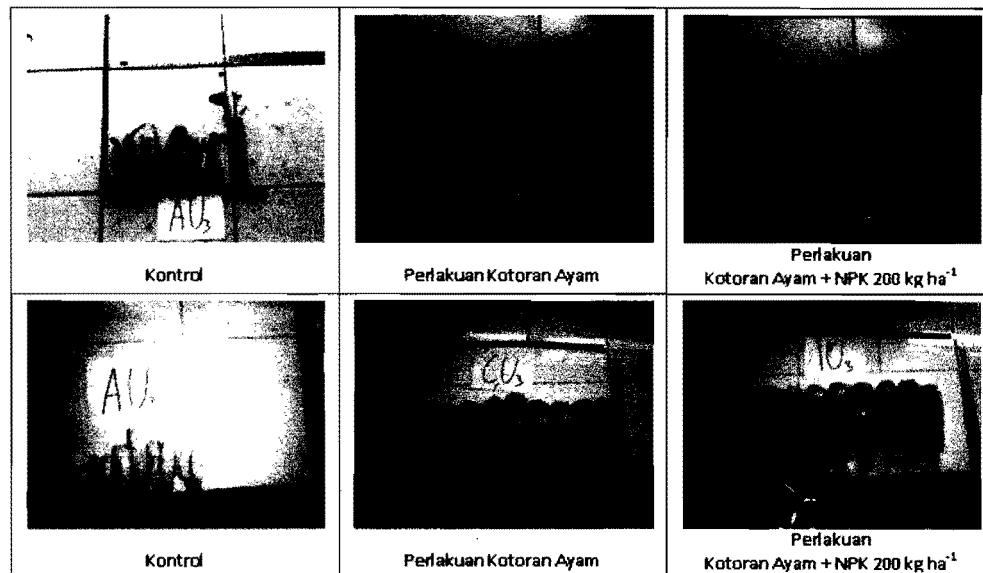 AU3
Kontrol
Perlakuan Kotoran Ayam
Perlakuan
Kotoran Ayam + NPK 200 kg ha⁻¹
AU
CU3
Kontrol
Perlakuan Kotoran Ayam
Perlakuan
Kotoran Ayam + NPK 200 kg ha⁻¹